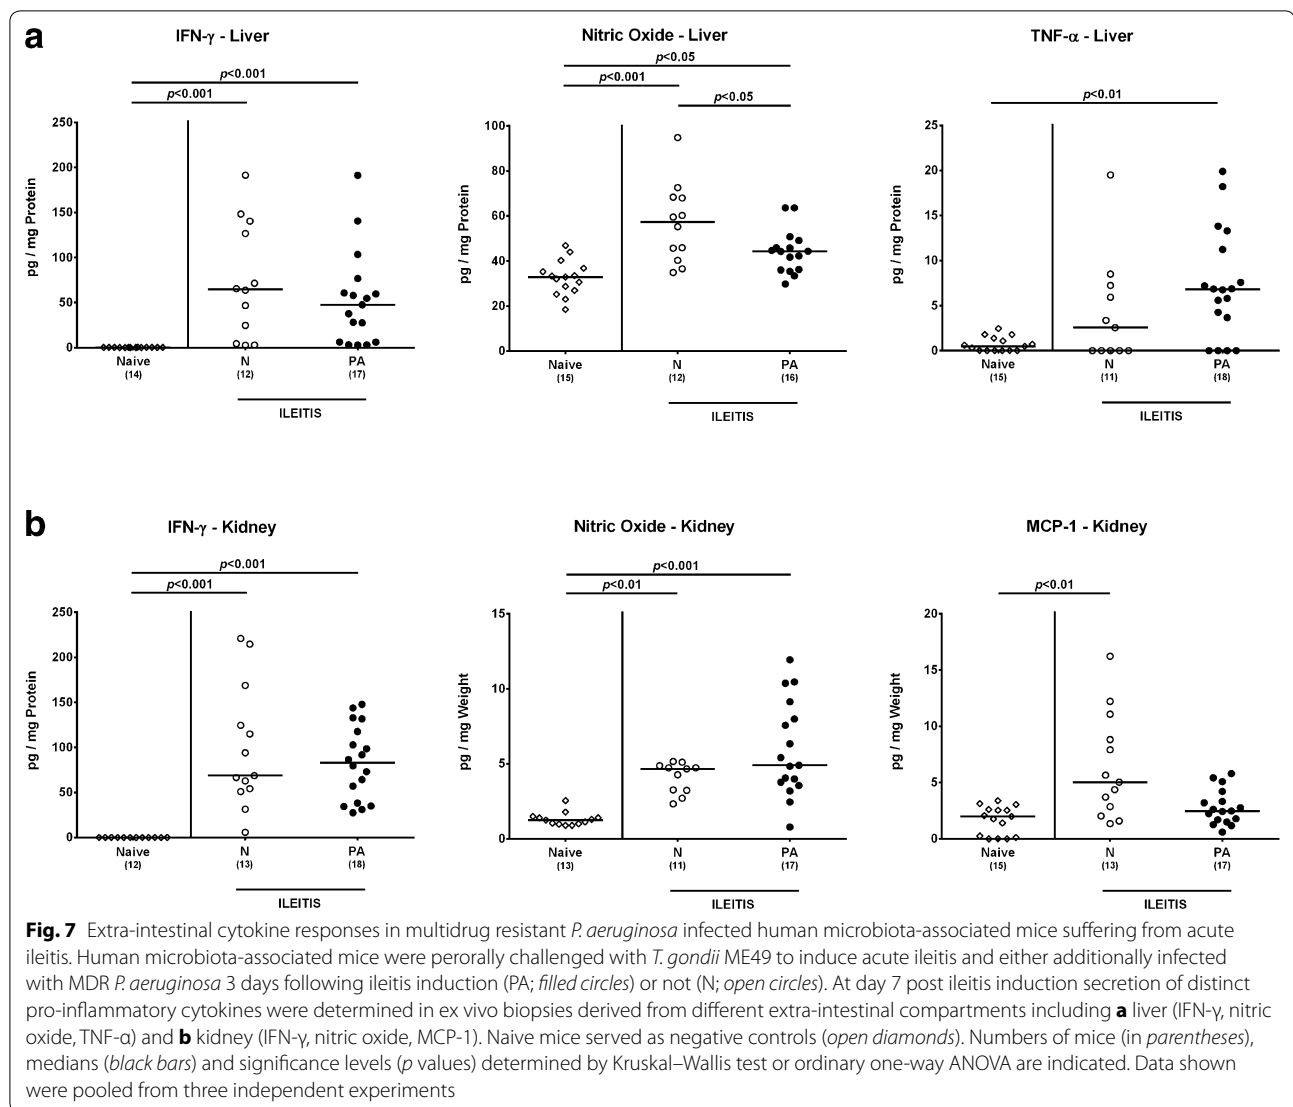 a
IFN-γ - Liver
p<0.001
p<0.001
pg / mg Protein
250
200
150
100
50
0
Naive
(14)
N
(12)
PA
(17)
ILEITIS
Nitric Oxide - Liver
p<0.05
p<0.001
p<0.05
pg / mg Protein
100
80
60
40
20
0
Naive
(15)
N
(12)
PA
(16)
ILEITIS
TNF-α - Liver
p<0.01
pg / mg Protein
25
20
15
10
5
0
Naive
(15)
N
(11)
PA
(18)
ILEITIS
b
IFN-γ - Kidney
p<0.001
p<0.001
pg / mg Protein
250
200
150
100
50
0
Naive
(12)
N
(13)
PA
(18)
ILEITIS
Nitric Oxide - Kidney
p<0.001
p<0.01
pg / mg Weight
15
10
5
0
Naive
(13)
N
(11)
PA
(17)
ILEITIS
MCP-1 - Kidney
p<0.01
pg / mg Weight
20
15
10
5
0
Naive
(15)
N
(13)
PA
(17)
ILEITIS
Fig. 7 Extra-intestinal cytokine responses in multidrug resistant P. aeruginosa infected human microbiota-associated mice suffering from acute
ileitis. Human microbiota-associated mice were perorally challenged with T. gondii ME49 to induce acute ileitis and either additionally infected
with MDR P. aeruginosa 3 days following ileitis induction (PA; filled circles) or not (N; open circles). At day 7 post ileitis induction secretion of distinct
pro-inflammatory cytokines were determined in ex vivo biopsies derived from different extra-intestinal compartments including a liver (IFN-γ, nitric
oxide, TNF-α) and b kidney (IFN-γ, nitric oxide, MCP-1). Naive mice served as negative controls (open diamonds). Numbers of mice (in parentheses),
medians (black bars) and significance levels (p values) determined by Kruskal–Wallis test or ordinary one-way ANOVA are indicated. Data shown
were pooled from three independent experiments